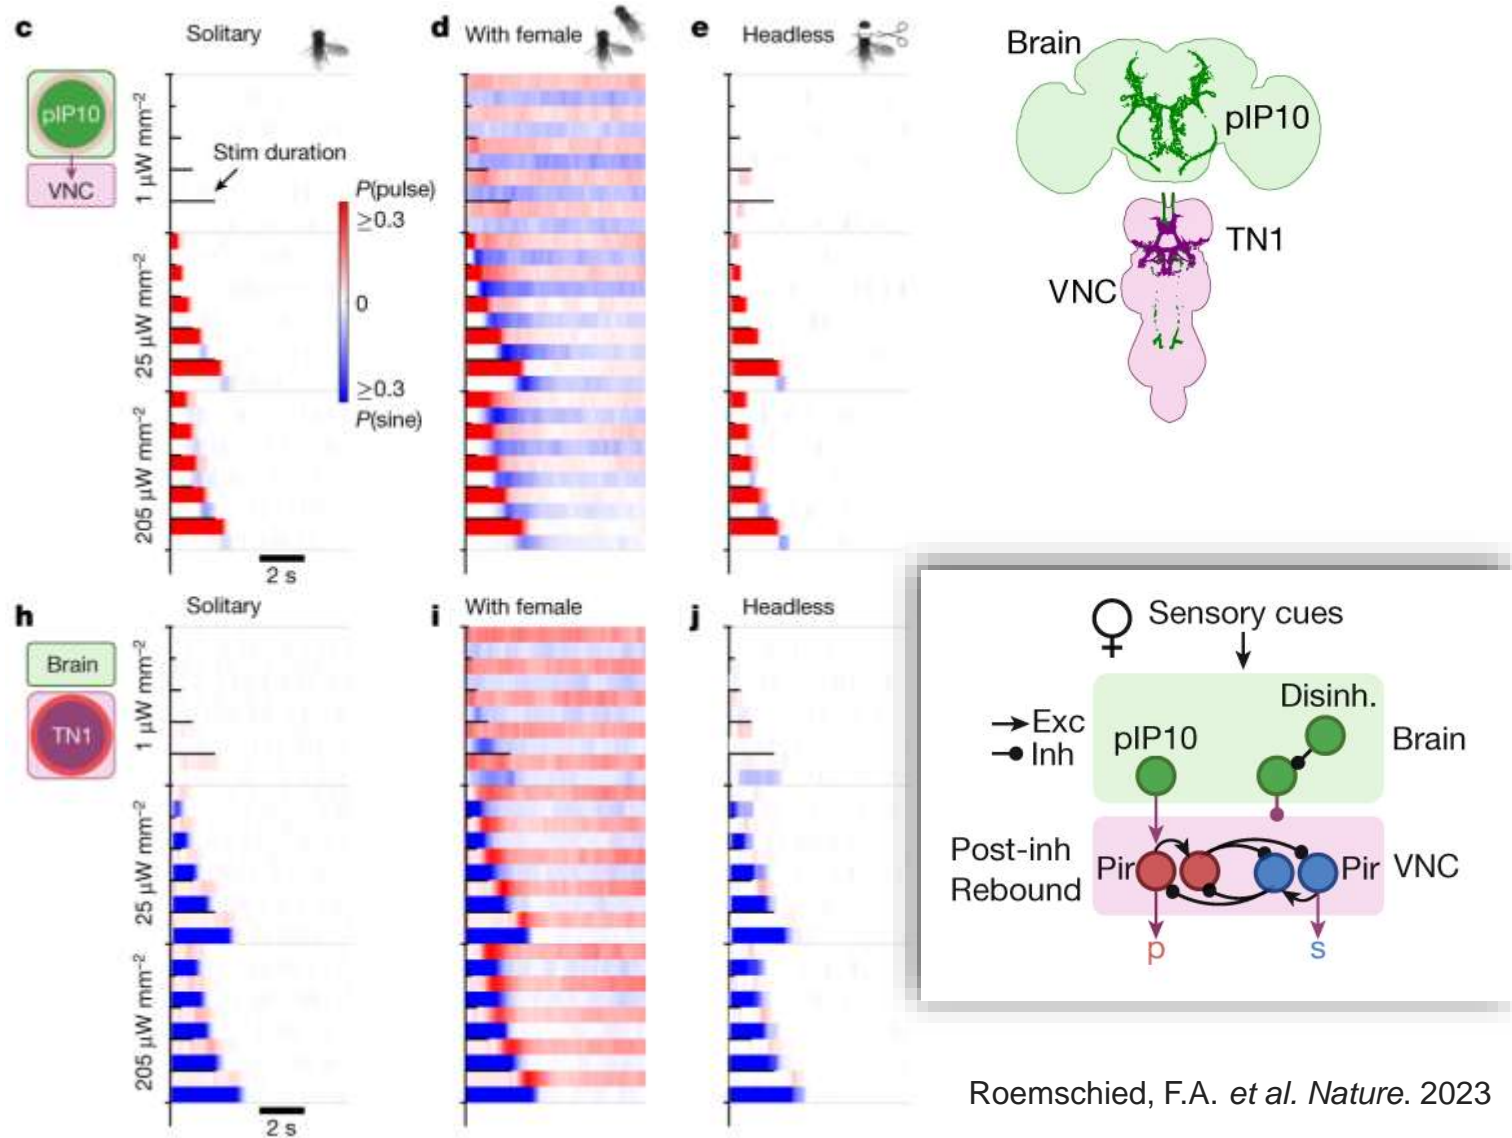 c
Solitary
pIP10
VNC
1 µW mm⁻²
25 µW mm⁻²
205 µW mm⁻²
Stim duration
P(pulse)
≥0.3
0
≥0.3
P(sine)
2 s
d
With female
e
Headless
Brain
pIP10
TN1
VNC
h
Solitary
Brain
TN1
1 µW mm⁻²
25 µW mm⁻²
205 µW mm⁻²
2 s
i
With female
j
Headless
♀ Sensory cues
Disinh.
Exc
Inh
pIP10
Brain
Post-inh
Rebound
Pir
Pir
VNC
p
s
Roemschied, F.A. et al. Nature. 2023